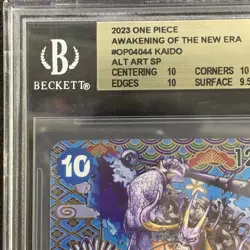 2023 ONE PIECE
AWAKENING OF THE NEW ERA
#OP04044 KAIDO
ALT ART SP
CENTERING 10 CORNERS 10
EDGES 10 SURFACE 9.5
B
BECKETT®
10
12